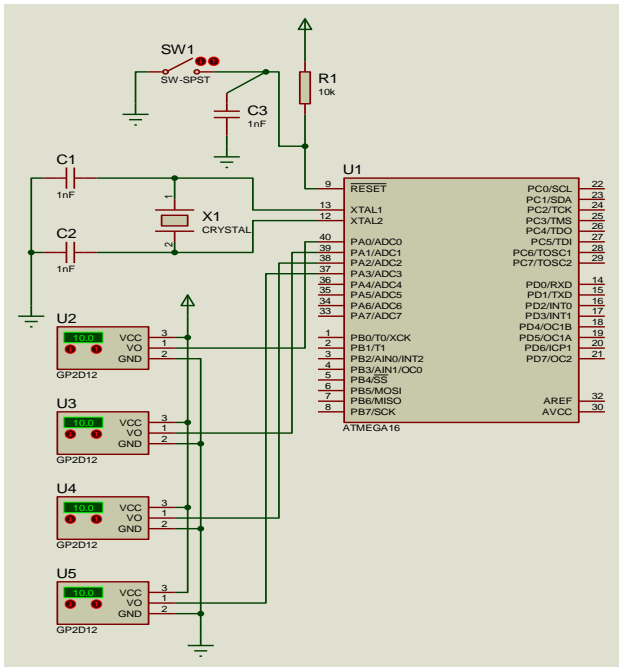 SW1
SW-SPST
R1
10k
C3
1nF
U1
C1
1nF
X1
CRYSTAL
1
2
C2
1nF
9 RESET PC0/SCL 22
PC1/SDA 23
13 XTAL1 PC2/TCK 24
12 XTAL2 PC3/TMS 25
PC4/TDO 26
40 PA0/ADC0 PC5/TDI 27
39 PA1/ADC1 PC6/TOSC1 28
38 PA2/ADC2 PC7/TOSC2 29
37 PA3/ADC3
36 PA4/ADC4 PD0/RXD 14
35 PA5/ADC5 PD1/TXD 15
34 PA6/ADC6 PD2/INT0 16
33 PA7/ADC7 PD3/INT1 17
PD4/OC1B 18
1 PB0/T0/XCK PD5/OC1A 19
2 PB1/T1 PD6/ICP1 20
3 PB2/AIN0/INT2 PD7/OC2 21
4 PB3/AIN1/OC0
5 PB4/SS
6 PB5/MOSI
7 PB6/MISO AREF 32
8 PB7/SCK AVCC 30
ATMEGA16
U2
10.0 VCC 3
VO 1
GND 2
GP2D12
U3
10.0 VCC 3
VO 1
GND 2
GP2D12
U4
10.0 VCC 3
VO 1
GND 2
GP2D12
U5
10.0 VCC 3
VO 1
GND 2
GP2D12